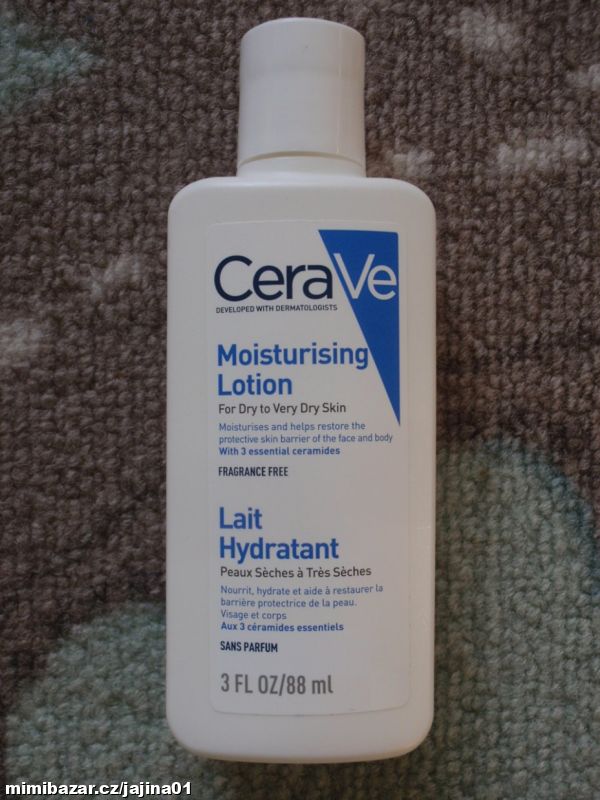 CeraVe
DEVELOPED WITH DERMATOLOGISTS
Moisturising
Lotion
For Dry to Very Dry Skin
Moisturises and helps restore the
protective skin barrier of the face and body
With 3 essential ceramides
FRAGRANCE FREE
Lait
Hydratant
Peaux Sèches à Très Sèches
Nourrit, hydrate et aide à restaurer la
barrière protectrice de la peau.
Visage et corps
Aux 3 céramides essentiels
SANS PARFUM
3 FL OZ/88 ml
mimibazar.cz/jajina01